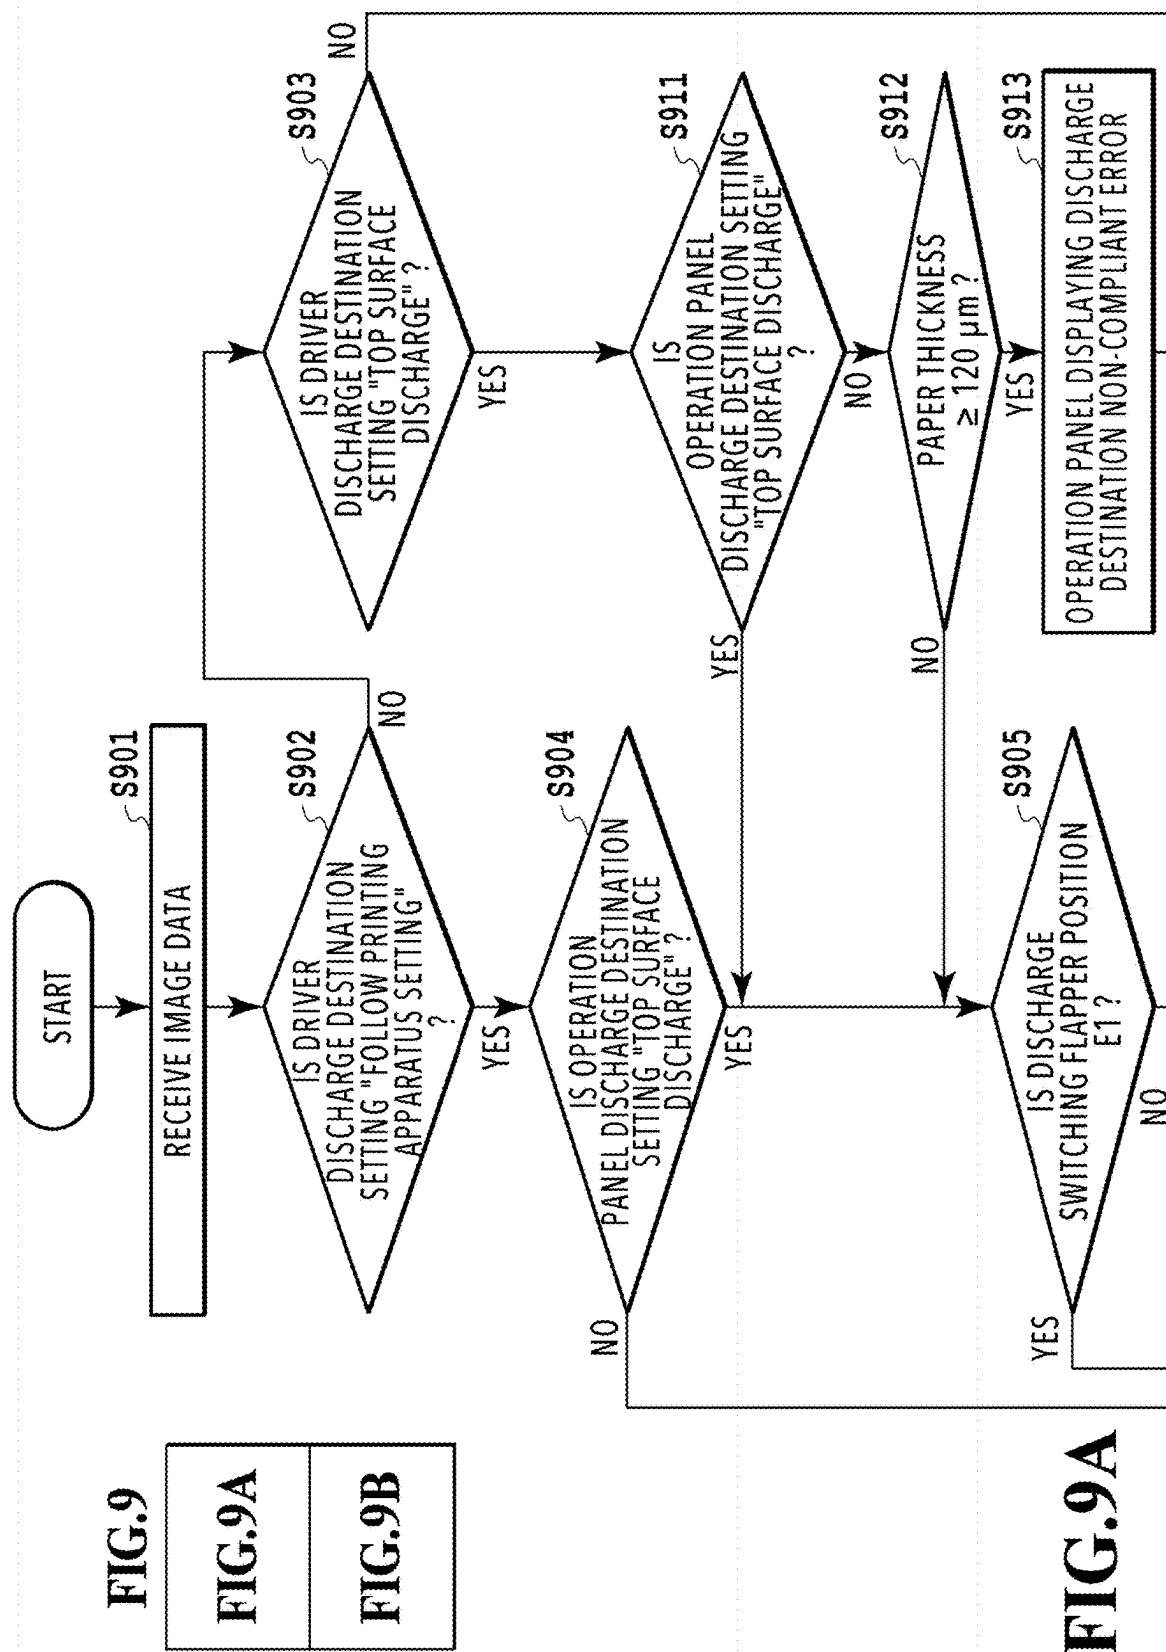 FIG.9
FIG.9A
FIG.9B
START
S901
RECEIVE IMAGE DATA
S902
IS DRIVER
DISCHARGE DESTINATION
SETTING "FOLLOW PRINTING
APPARATUS SETTING"
?
NO
YES
S903
IS DRIVER
DISCHARGE DESTINATION
SETTING "TOP SURFACE
DISCHARGE" ?
NO
YES
S904
IS OPERATION
PANEL DISCHARGE DESTINATION
SETTING "TOP SURFACE
DISCHARGE" ?
NO
YES
S911
IS
OPERATION PANEL
DISCHARGE DESTINATION SETTING
"TOP SURFACE DISCHARGE"
?
YES
NO
S912
PAPER THICKNESS
≥ 120 μm ?
NO
YES
S905
IS DISCHARGE
SWITCHING FLAPPER POSITION
E1 ?
YES
NO
S913
OPERATION PANEL DISPLAYING DISCHARGE
DESTINATION NON-COMPLIANT ERROR
FIG.9A